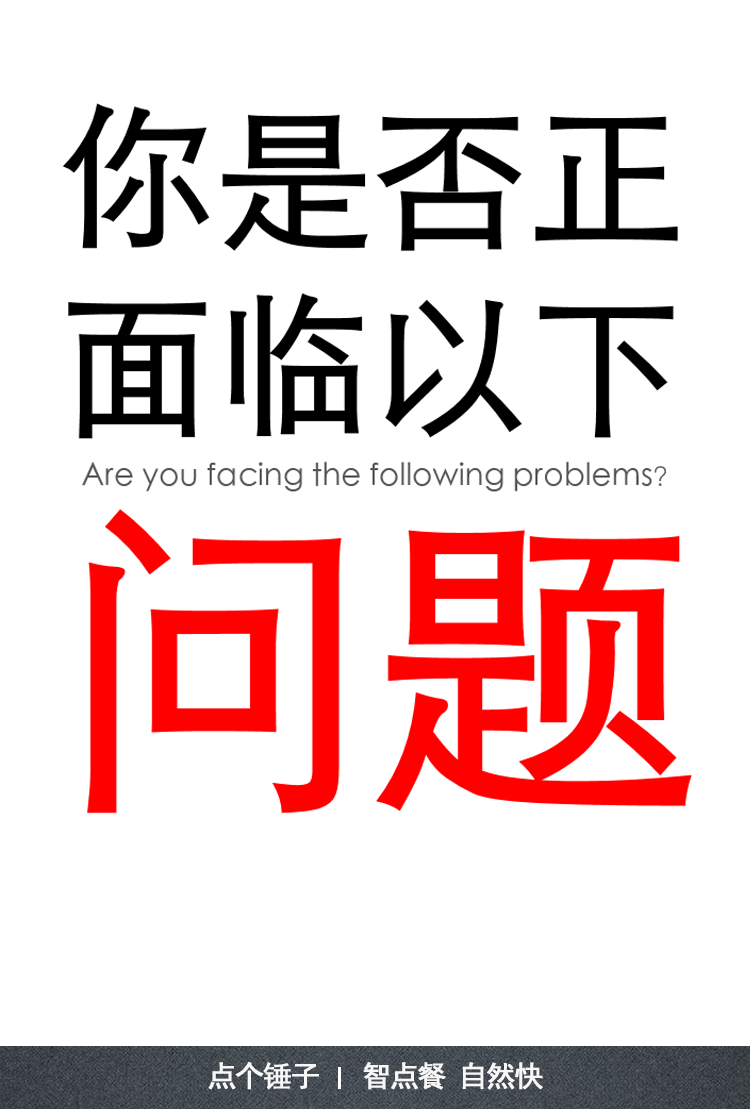 你是否正
面临以下
Are you facing the following problems?
问题
点个锤子 | 智点餐 自然快